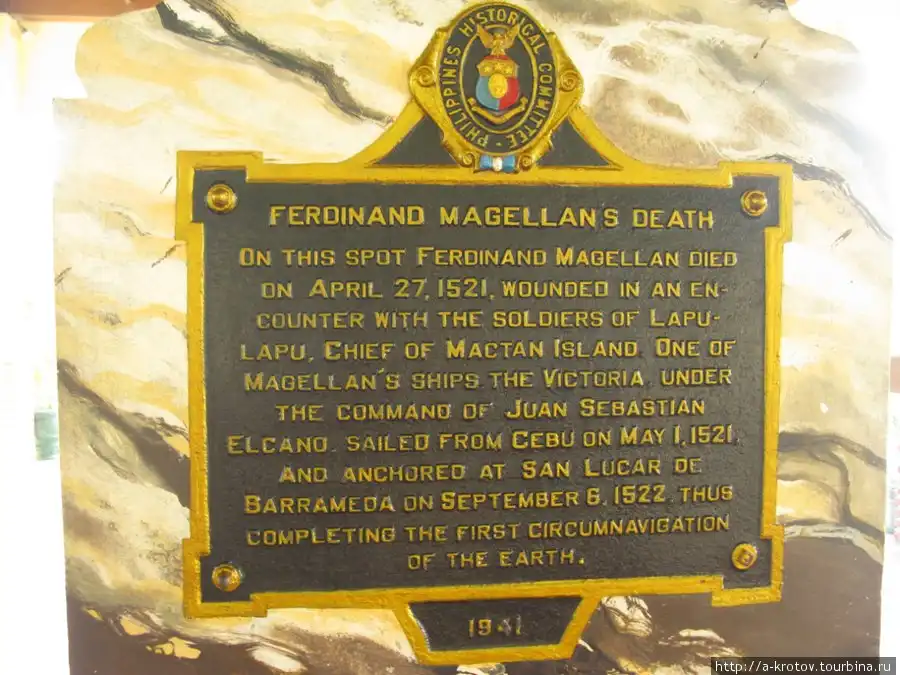 PHILIPPINES HISTORICAL COMMITTEE
FERDINAND MAGELLAN'S DEATH
ON THIS SPOT FERDINAND MAGELLAN DIED
ON APRIL 27, 1521, WOUNDED IN AN EN-
COUNTER WITH THE SOLDIERS OF LAPU-
LAPU, CHIEF OF MACTAN ISLAND. ONE OF
MAGELLAN'S SHIPS, THE VICTORIA, UNDER
THE COMMAND OF JUAN SEBASTIAN
ELCANO, SAILED FROM CEBU ON MAY 1, 1521,
AND ANCHORED AT SAN LUCAR DE
BARRAMEDA ON SEPTEMBER 6, 1522, THUS
COMPLETING THE FIRST CIRCUMNAVIGATION
OF THE EARTH.
1941
http://a-krotov.tourbina.ru